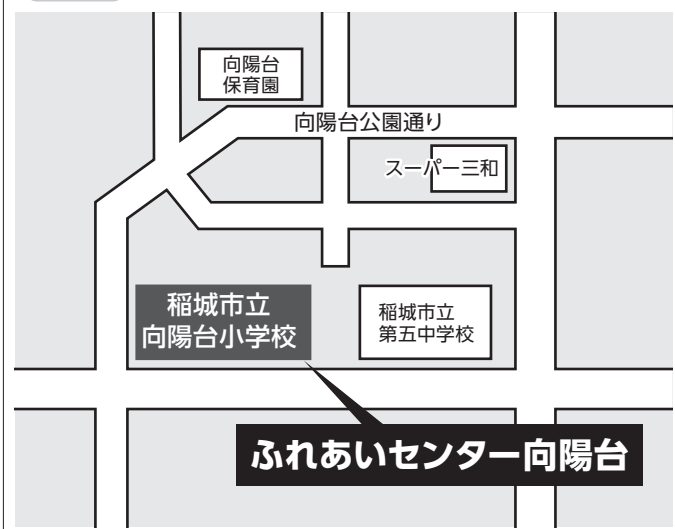 向陽台
保育園
向陽台公園通り
スーパー三和
稲城市立
向陽台小学校
稲城市立
第五中学校
ふれあいセンター向陽台